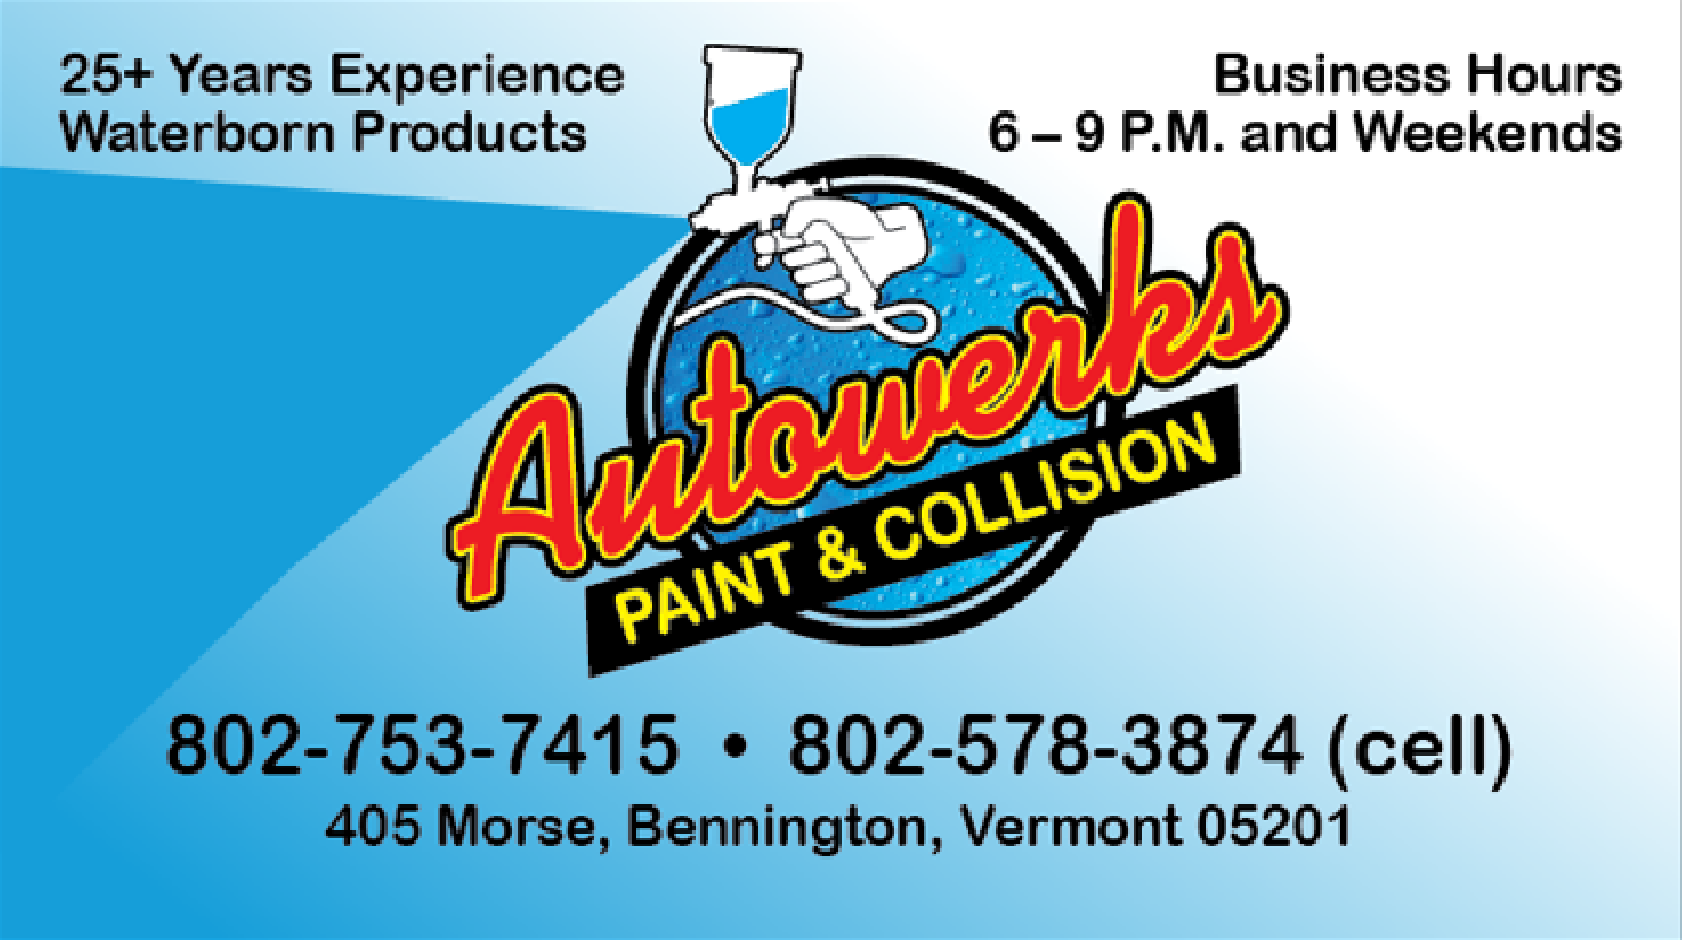 25+ Years Experience
Waterborn Products
Business Hours
6 – 9 P.M. and Weekends
Autowerks
PAINT & COLLISION
802-753-7415 • 802-578-3874 (cell)
405 Morse, Bennington, Vermont 05201